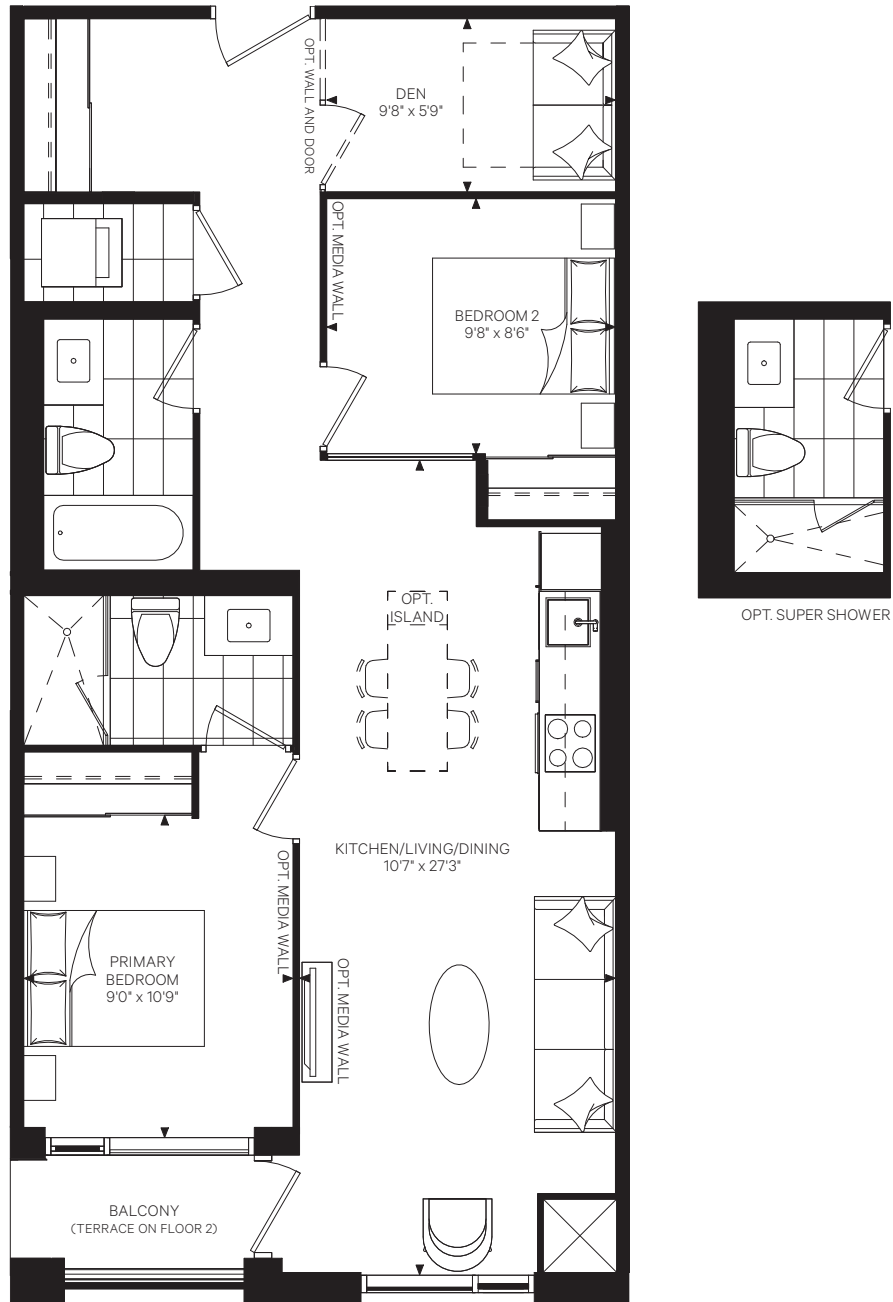 OPT. WALL AND DOOR
DEN
9'8" x 5'9"
OPT. MEDIA WALL
BEDROOM 2
9'8" x 8'6"
OPT. SUPER SHOWER
OPT.
ISLAND
KITCHEN/LIVING/DINING
10'7" x 27'3"
OPT. MEDIA WALL
PRIMARY
BEDROOM
9'0" x 10'9"
OPT. MEDIA WALL
BALCONY
(TERRACE ON FLOOR 2)